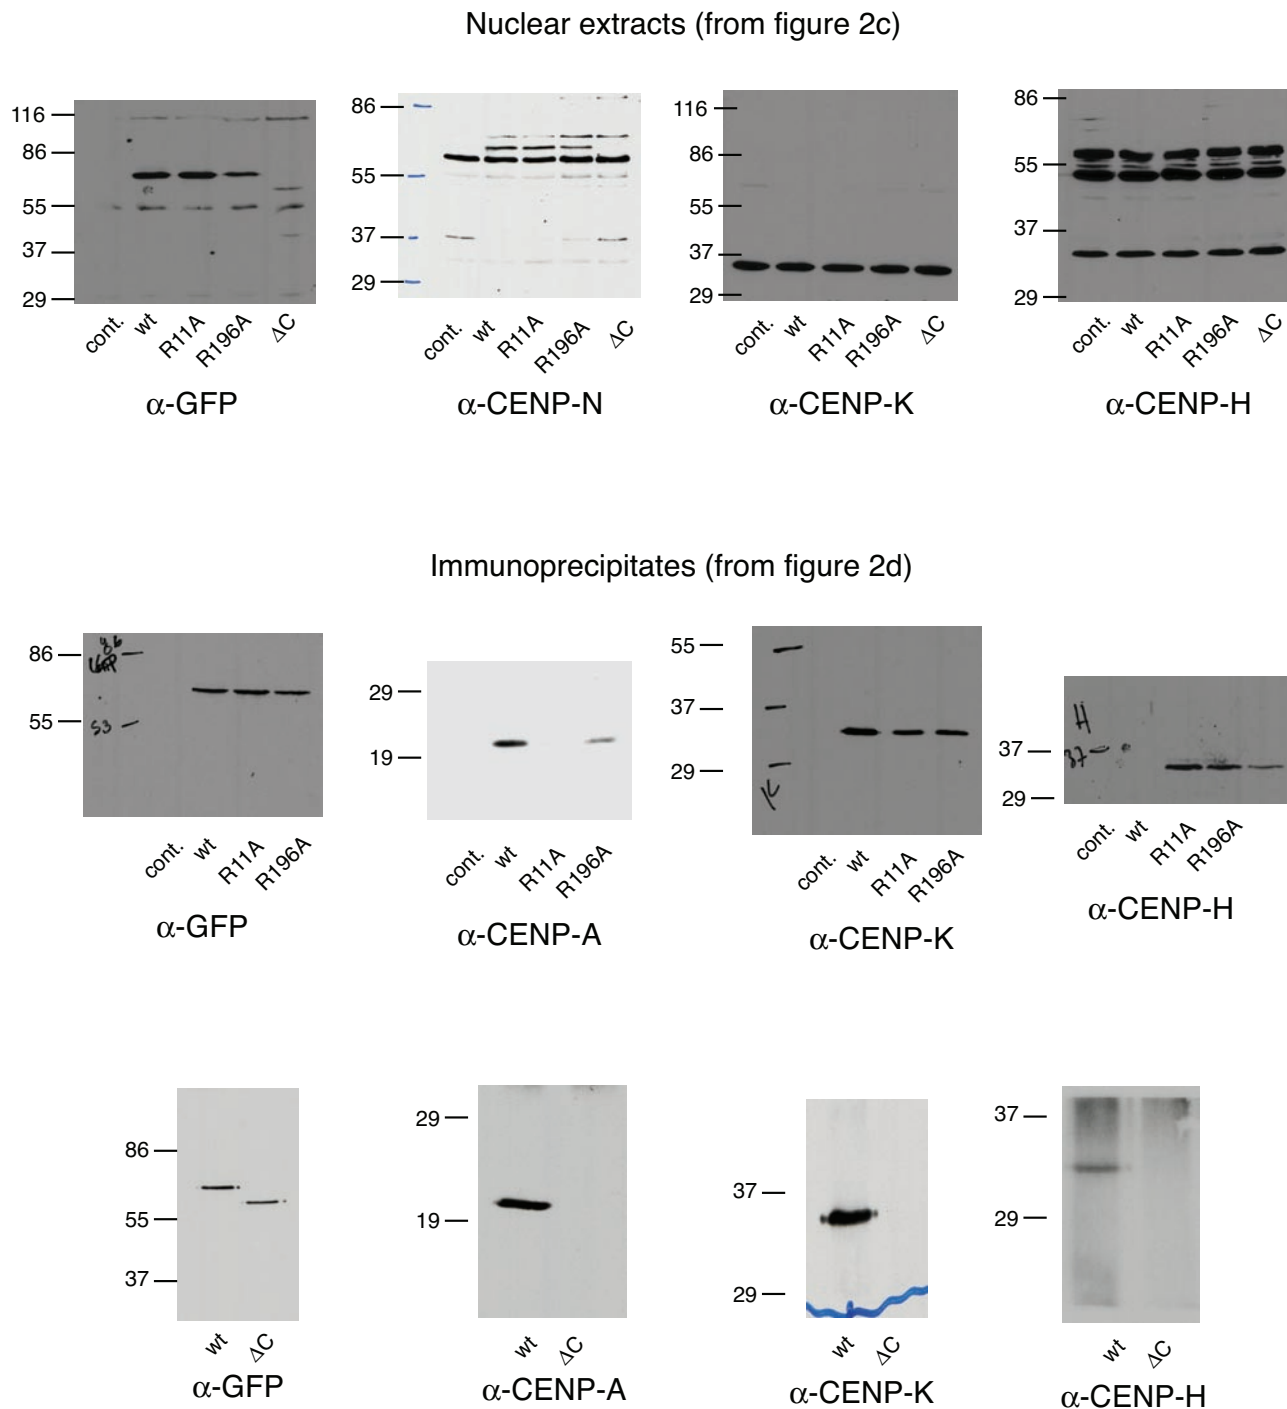 Nuclear extracts (from figure 2c)
116
86
55
37
29
cont. wt R11A R196A ΔC
α-GFP
86
55
37
29
cont. wt R11A R196A ΔC
α-CENP-N
116
86
55
37
29
cont. wt R11A R196A ΔC
α-CENP-K
86
55
37
29
cont. wt R11A R196A ΔC
α-CENP-H
Immunoprecipitates (from figure 2d)
86
55
86
GFP
53
cont. wt R11A R196A
α-GFP
29
19
cont. wt R11A R196A
α-CENP-A
55
37
29
K
cont. wt R11A R196A
α-CENP-K
37
29
H
37
cont. wt R11A R196A
α-CENP-H
86
55
37
wt ΔC
α-GFP
29
19
wt ΔC
α-CENP-A
37
29
wt ΔC
α-CENP-K
37
29
wt ΔC
α-CENP-H